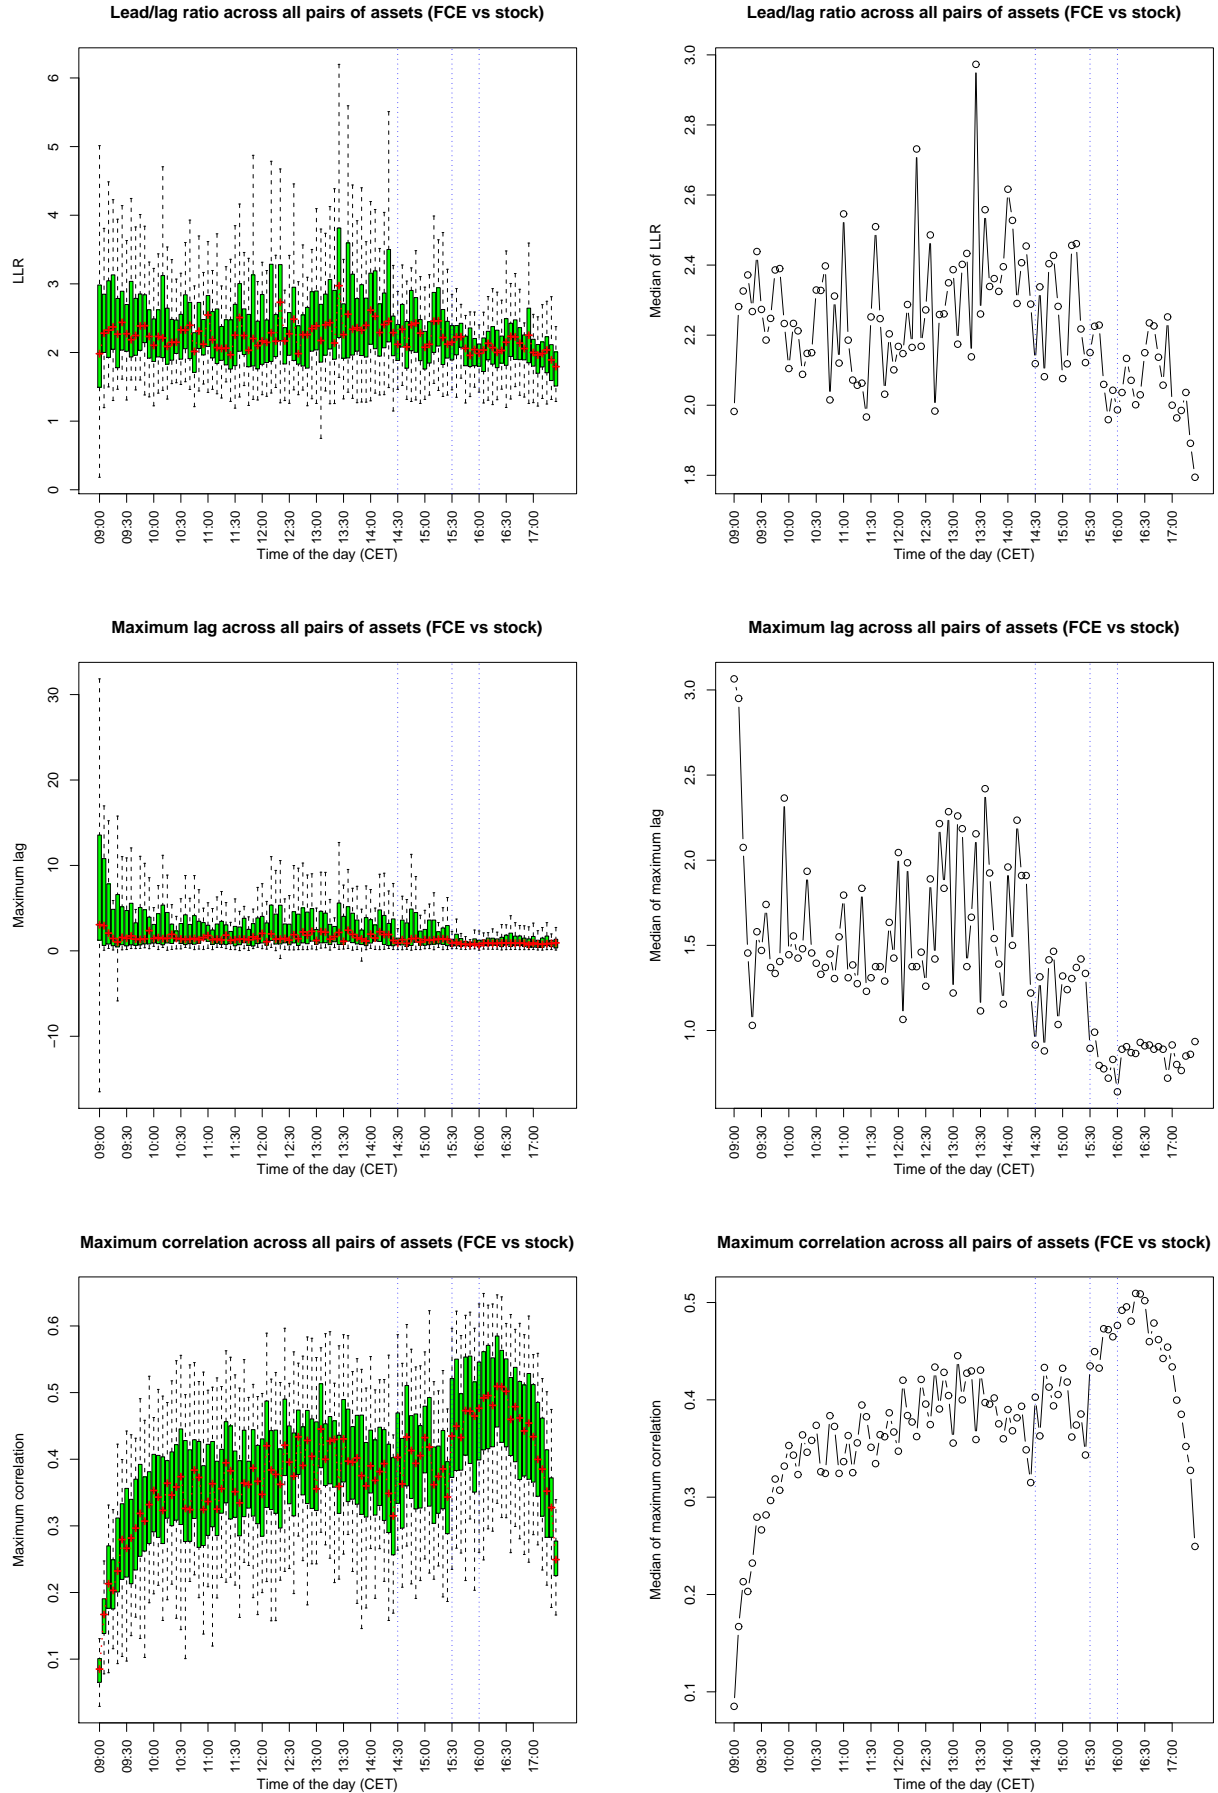 Lead/lag ratio across all pairs of assets (FCE vs stock)
LLR
0 1 2 3 4 5 6
09:00 09:30 10:00 10:30 11:00 11:30 12:00 12:30 13:00 13:30 14:00 14:30 15:00 15:30 16:00 16:30 17:00
Time of the day (CET)
Lead/lag ratio across all pairs of assets (FCE vs stock)
Median of LLR
1.8 2.0 2.2 2.4 2.6 2.8 3.0
09:00 09:30 10:00 10:30 11:00 11:30 12:00 12:30 13:00 13:30 14:00 14:30 15:00 15:30 16:00 16:30 17:00
Time of the day (CET)
Maximum lag across all pairs of assets (FCE vs stock)
Maximum lag
−10 0 10 20 30
09:00 09:30 10:00 10:30 11:00 11:30 12:00 12:30 13:00 13:30 14:00 14:30 15:00 15:30 16:00 16:30 17:00
Time of the day (CET)
Maximum lag across all pairs of assets (FCE vs stock)
Median of maximum lag
1.0 1.5 2.0 2.5 3.0
09:00 09:30 10:00 10:30 11:00 11:30 12:00 12:30 13:00 13:30 14:00 14:30 15:00 15:30 16:00 16:30 17:00
Time of the day (CET)
Maximum correlation across all pairs of assets (FCE vs stock)
Maximum correlation
0.1 0.2 0.3 0.4 0.5 0.6
09:00 09:30 10:00 10:30 11:00 11:30 12:00 12:30 13:00 13:30 14:00 14:30 15:00 15:30 16:00 16:30 17:00
Time of the day (CET)
Maximum correlation across all pairs of assets (FCE vs stock)
Median of maximum correlation
0.1 0.2 0.3 0.4 0.5
09:00 09:30 10:00 10:30 11:00 11:30 12:00 12:30 13:00 13:30 14:00 14:30 15:00 15:30 16:00 16:30 17:00
Time of the day (CET)